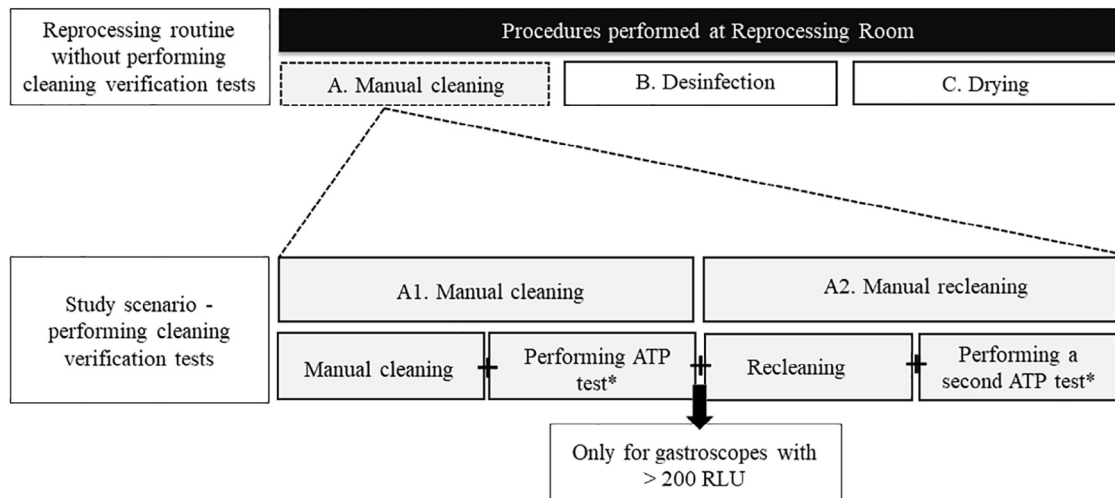 Reprocessing routine
without performing
cleaning verification tests
Procedures performed at Reprocessing Room
A. Manual cleaning
B. Desinfection
C. Drying
Study scenario -
performing cleaning
verification tests
A1. Manual cleaning
A2. Manual recleaning
Manual cleaning
+
Performing ATP
test*
+
Recleaning
+
Performing a
second ATP test*
Only for gastroscopes with
> 200 RLU